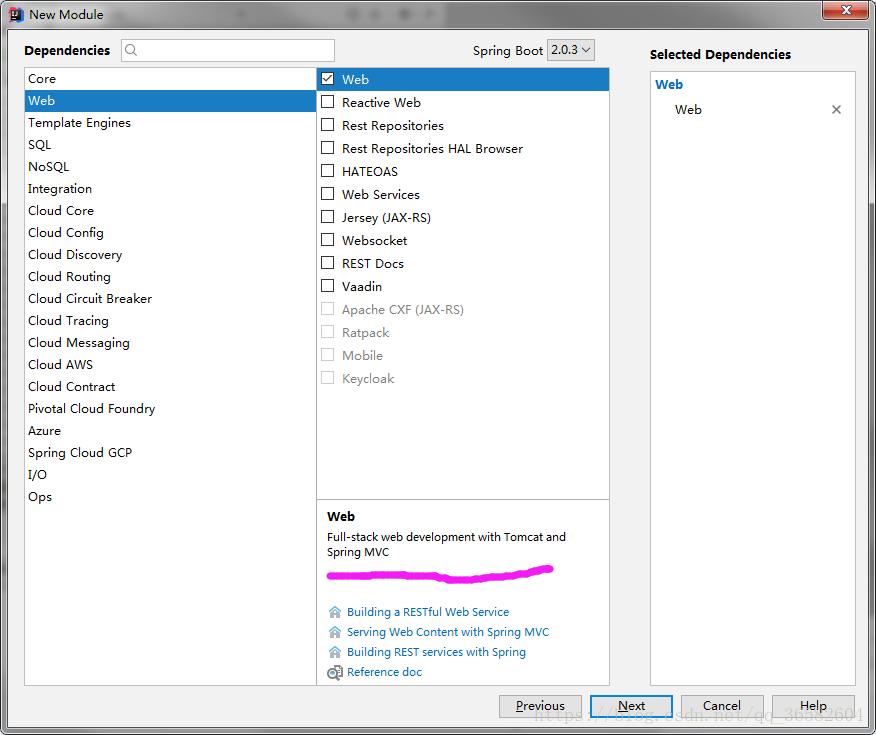 New Module
Dependencies
Spring Boot 2.0.3
Selected Dependencies
Core
Web
Template Engines
SQL
NoSQL
Integration
Cloud Core
Cloud Config
Cloud Discovery
Cloud Routing
Cloud Circuit Breaker
Cloud Tracing
Cloud Messaging
Cloud AWS
Cloud Contract
Pivotal Cloud Foundry
Azure
Spring Cloud GCP
I/O
Ops
Web
Reactive Web
Rest Repositories
Rest Repositories HAL Browser
HATEOAS
Web Services
Jersey (JAX-RS)
Websocket
REST Docs
Vaadin
Apache CXF (JAX-RS)
Ratpack
Mobile
Keycloak
Web
Full-stack web development with Tomcat and
Spring MVC
Building a RESTful Web Service
Serving Web Content with Spring MVC
Building REST services with Spring
Reference doc
Web
Web
Previous
Next
Cancel
Help
https://blog.csdn.net/qq_36582604